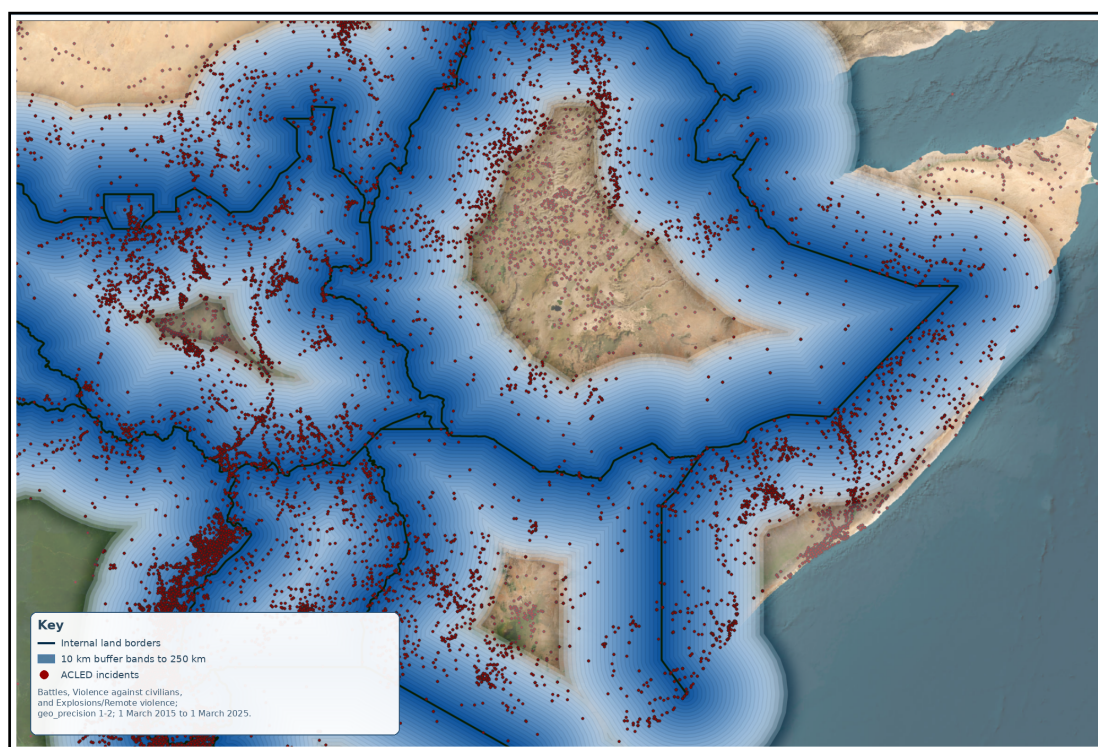 Key
Internal land borders
10 km buffer bands to 250 km
ACLED incidents
Battles, Violence against civilians,
and Explosions/Remote violence;
geo_precision 1-2; 1 March 2015 to 1 March 2025.